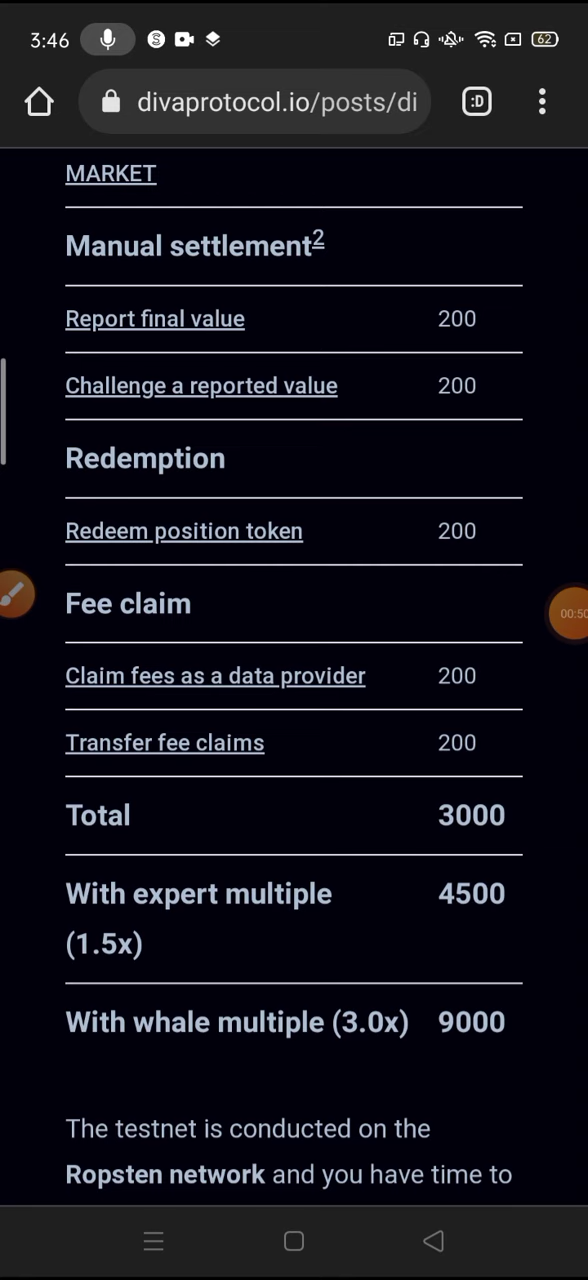 3:46
62
divaprotocol.io/posts/di
:D
MARKET
Manual settlement2
Report final value 200
Challenge a reported value 200
Redemption
Redeem position token 200
00:50
Fee claim
Claim fees as a data provider 200
Transfer fee claims 200
Total 3000
With expert multiple 4500
(1.5x)
With whale multiple (3.0x) 9000
The testnet is conducted on the
Ropsten network and you have time to